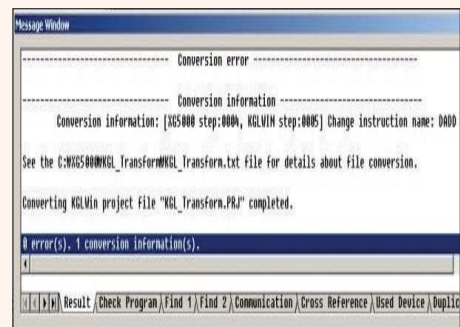 Message Window
------------------------------ Conversion error ----------------------------------
------------------------------ Conversion information -----------------------------
Conversion information: [XG5000 step:0004, KGLWIN step:0005] Change instruction name: DADD
See the C:₩XG5000₩KGL_Transform₩KGL_Transform.txt file for details about file conversion.
Converting KGLWin project file "KGL_Transform.PRJ" completed.
0 error(s). 1 conversion information(s).
Result / Check Program / Find 1 / Find 2 / Communication / Cross Reference / Used Device / Duplic